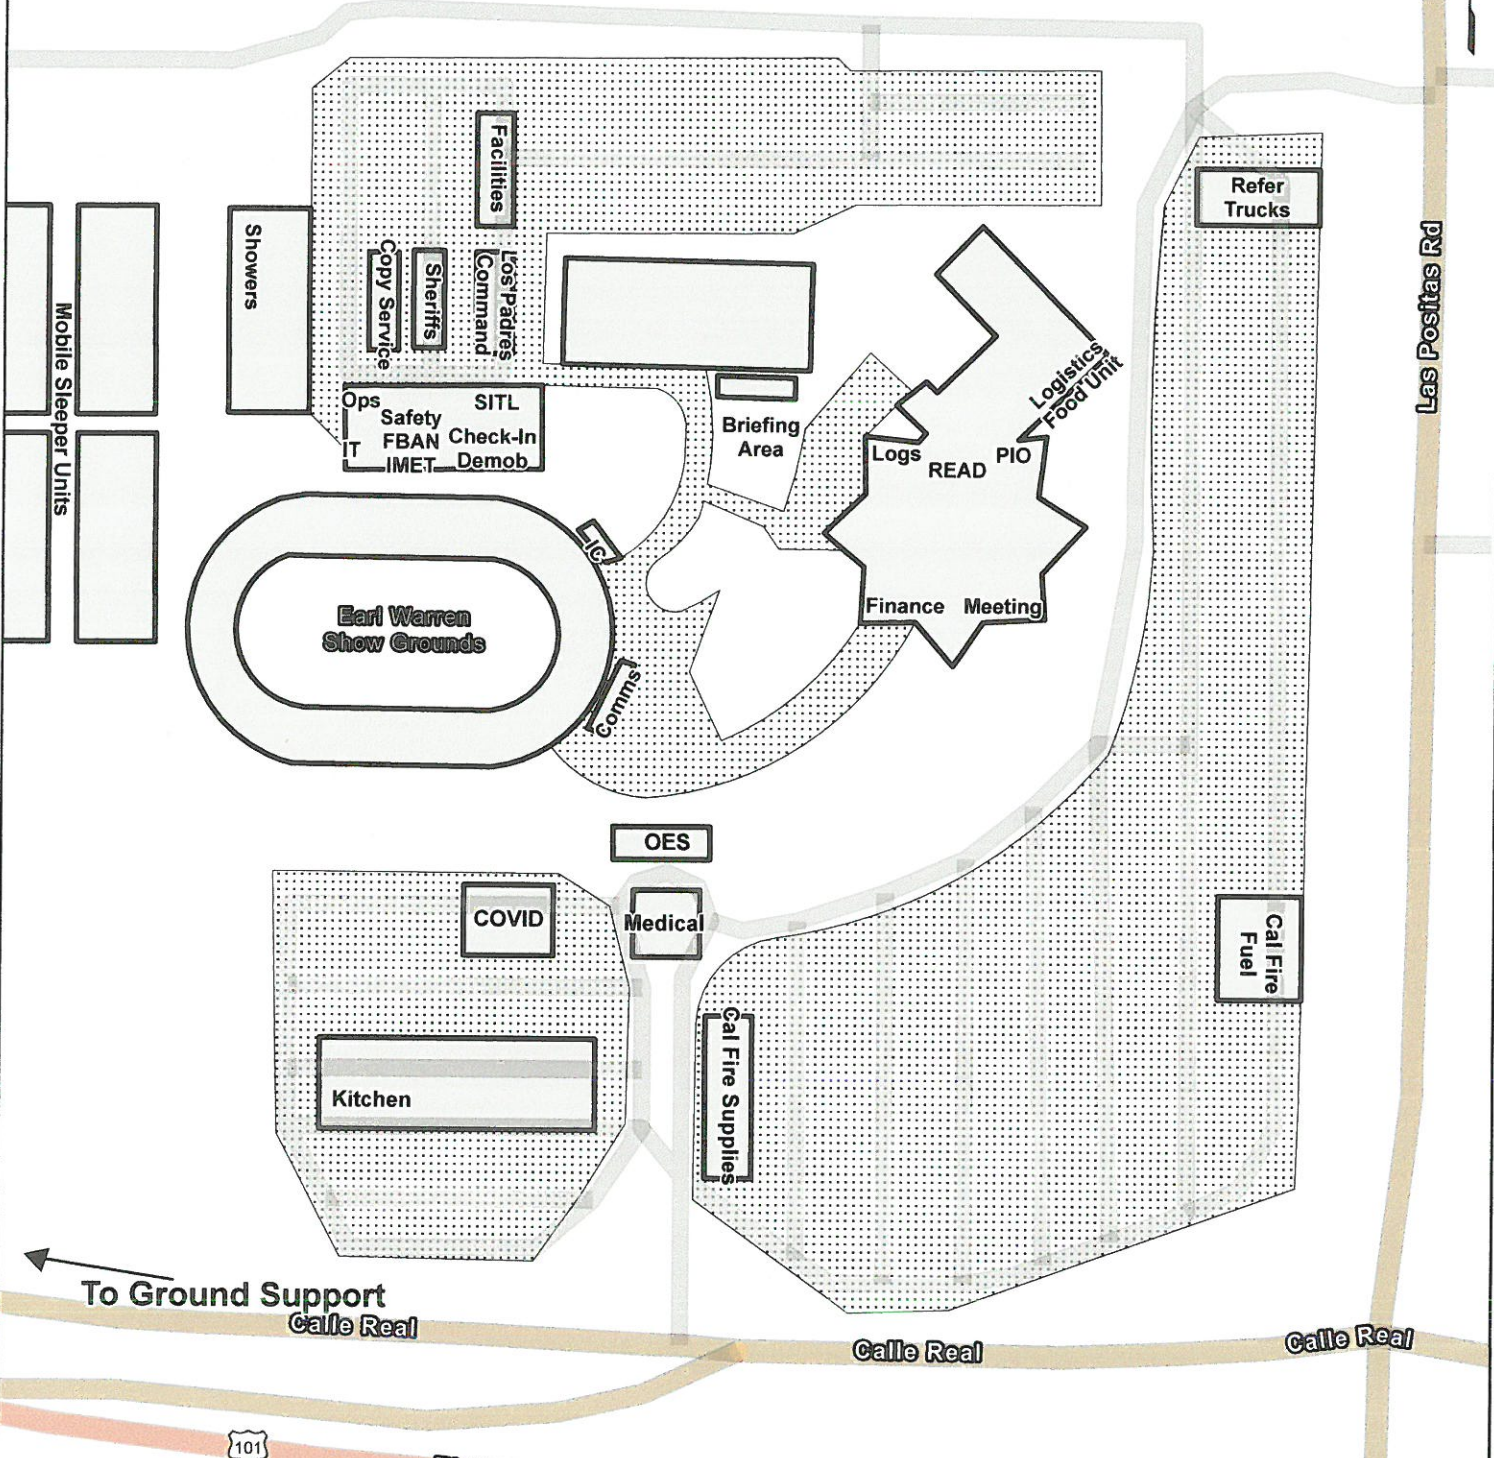 Facilities
Refer
Trucks
Showers
Copy Service
Sheriffs
Los Padres
Command
Las Positas Rd
Mobile Sleeper Units
Logistics
Food Unit
Ops
SITL
Safety
IT
FBAN
Check-In
IMET
Demob
Briefing
Area
Logs
READ
PIO
IC
Earl Warren
Show Grounds
Finance
Meeting
Comms
OES
COVID
Medical
Cal Fire
Fuel
Kitchen
Cal Fire Supplies
To Ground Support
Calle Real
Calle Real
Calle Real
101